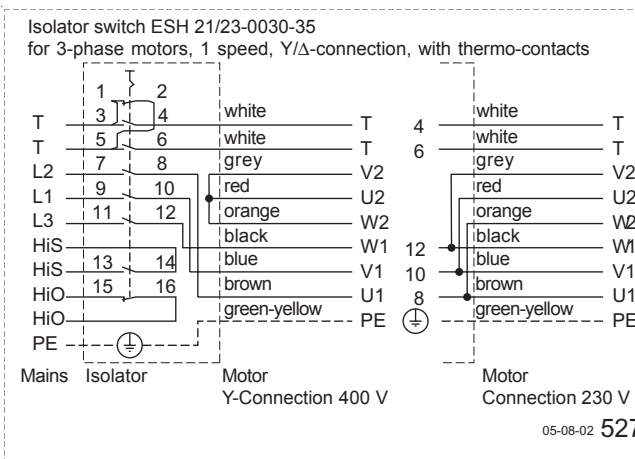 Isolator switch ESH 21/23-0030-35
for 3-phase motors, 1 speed, Y/Δ-connection, with thermo-contacts
1 2
T 3 4 white T 4 white T
T 5 6 white T 6 white T
L2 7 8 grey V2 grey V2
L1 9 10 red U2 red U2
L3 11 12 orange W2 orange W2
HiS black W1 12 black W1
HiS 13 14 blue V1 10 blue V1
HiO 15 16 brown U1 8 brown U1
HiO green-yellow PE green-yellow PE
PE
Mains Isolator Motor Motor
Y-Connection 400 V Connection 230 V
05-08-02 527